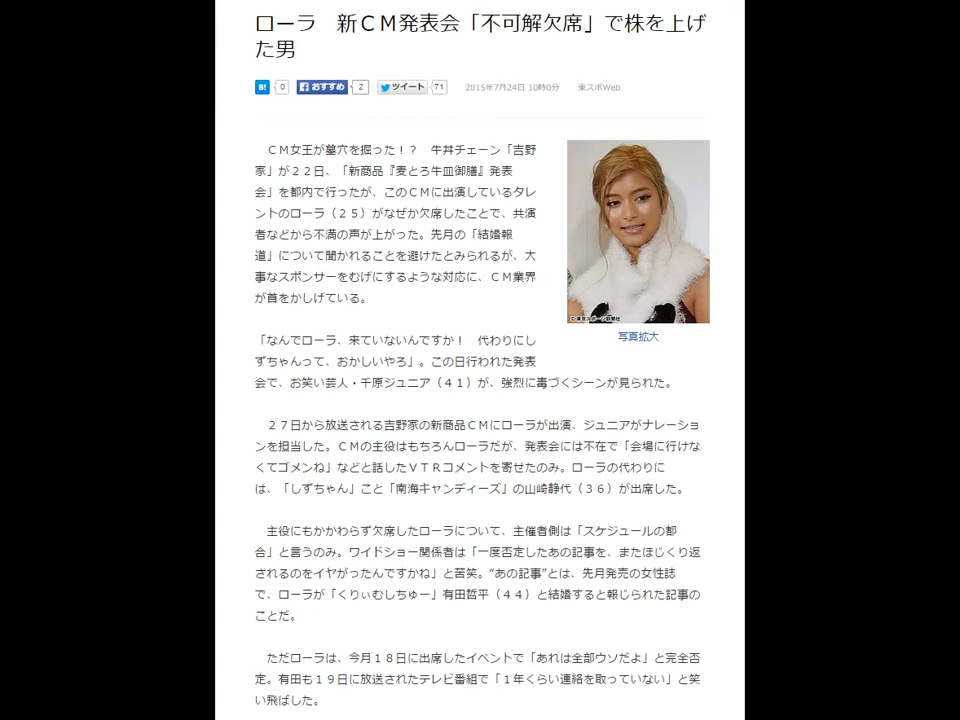 ローラ　新ＣＭ発表会「不可解欠席」で株を上げ
た男
B! 0 おすすめ 2 ツイート 71 2015年7月24日 10時0分 東スポWeb
　ＣＭ女王が墓穴を掘った！？　牛丼チェーン「吉野
家」が２２日、「新商品『麦とろ牛皿御膳』発表
会」を都内で行ったが、このＣＭに出演しているタレ
ントのローラ（２５）がなぜか欠席したことで、共演
者などから不満の声が上がった。先月の「結婚報
道」について聞かれることを避けたとみられるが、大
事なスポンサーをむげにするような対応に、ＣＭ業界
が首をかしげている。
©東京スポーツ新聞社
写真拡大
「なんでローラ、来ていないんですか！　代わりにし
ずちゃんって、おかしいやろ」。この日行われた発表
会で、お笑い芸人・千原ジュニア（４１）が、強烈に毒づくシーンが見られた。
　２７日から放送される吉野家の新商品ＣＭにローラが出演、ジュニアがナレーショ
ンを担当した。ＣＭの主役はもちろんローラだが、発表会には不在で「会場に行けな
くてゴメンね」などと話したＶＴＲコメントを寄せたのみ。ローラの代わりに
は、「しずちゃん」こと「南海キャンディーズ」の山崎静代（３６）が出席した。
　主役にもかかわらず欠席したローラについて、主催者側は「スケジュールの都
合」と言うのみ。ワイドショー関係者は「一度否定したあの記事を、またほじくり返
されるのをイヤがったんですかね」と苦笑。“あの記事”とは、先月発売の女性誌
で、ローラが「くりぃむしちゅー」有田哲平（４４）と結婚すると報じられた記事の
ことだ。
　ただローラは、今月１８日に出席したイベントで「あれは全部ウソだよ」と完全否
定。有田も１９日に放送されたテレビ番組で「１年くらい連絡を取っていない」と笑
い飛ばした。